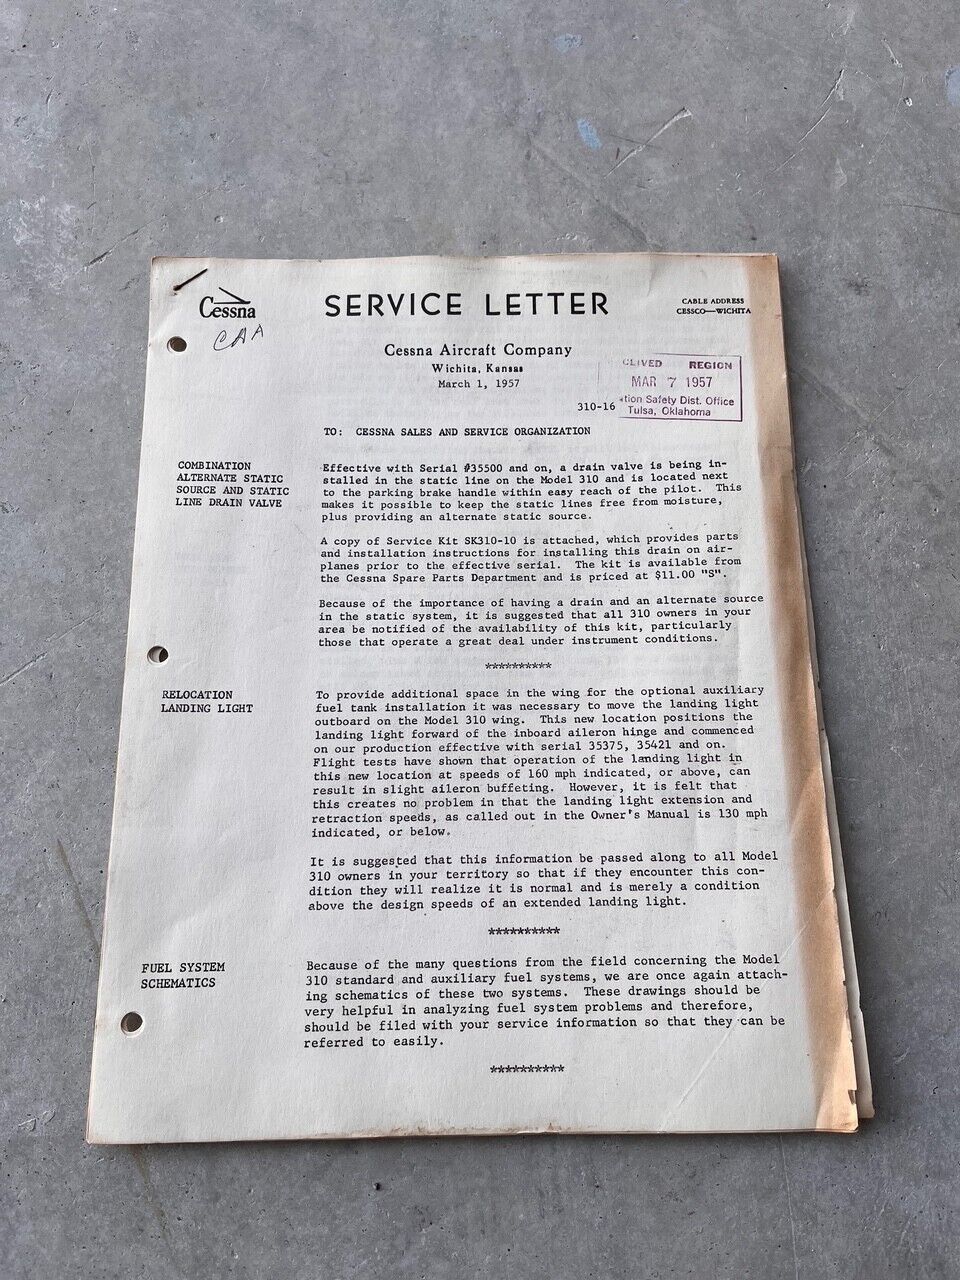 Cessna
SERVICE LETTER
CABLE ADDRESS
CESSCO—WICHITA
CAA
Cessna Aircraft Company
Wichita, Kansas
March 1, 1957
REGION
MAR 7 1957
Safety Dist. Office
Tulsa, Oklahoma
310-16
TO: CESSNA SALES AND SERVICE ORGANIZATION
COMBINATION
ALTERNATE STATIC
SOURCE AND STATIC
LINE DRAIN VALVE
Effective with Serial #35500 and on, a drain valve is being in-
stalled in the static line on the Model 310 and is located next
to the parking brake handle within easy reach of the pilot. This
makes it possible to keep the static lines free from moisture,
plus providing an alternate static source.
A copy of Service Kit SK310-10 is attached, which provides parts
and installation instructions for installing this drain on air-
planes prior to the effective serial. The kit is available from
the Cessna Spare Parts Department and is priced at $11.00 "S".
Because of the importance of having a drain and an alternate source
in the static system, it is suggested that all 310 owners in your
area be notified of the availability of this kit, particularly
those that operate a great deal under instrument conditions.
**********
RELOCATION
LANDING LIGHT
To provide additional space in the wing for the optional auxiliary
fuel tank installation it was necessary to move the landing light
outboard on the Model 310 wing. This new location positions the
landing light forward of the inboard aileron hinge and commenced
on our production effective with serial 35375, 35421 and on.
Flight tests have shown that operation of the landing light in
this new location at speeds of 160 mph indicated, or above, can
result in slight aileron buffeting. However, it is felt that
this creates no problem in that the landing light extension and
retraction speeds, as called out in the Owner's Manual is 130 mph
indicated, or below.
It is suggested that this information be passed along to all Model
310 owners in your territory so that if they encounter this con-
dition they will realize it is normal and is merely a condition
above the design speeds of an extended landing light.
**********
FUEL SYSTEM
SCHEMATICS
Because of the many questions from the field concerning the Model
310 standard and auxiliary fuel systems, we are once again attach-
ing schematics of these two systems. These drawings should be
very helpful in analyzing fuel system problems and therefore,
should be filed with your service information so that they can be
referred to easily.
**********